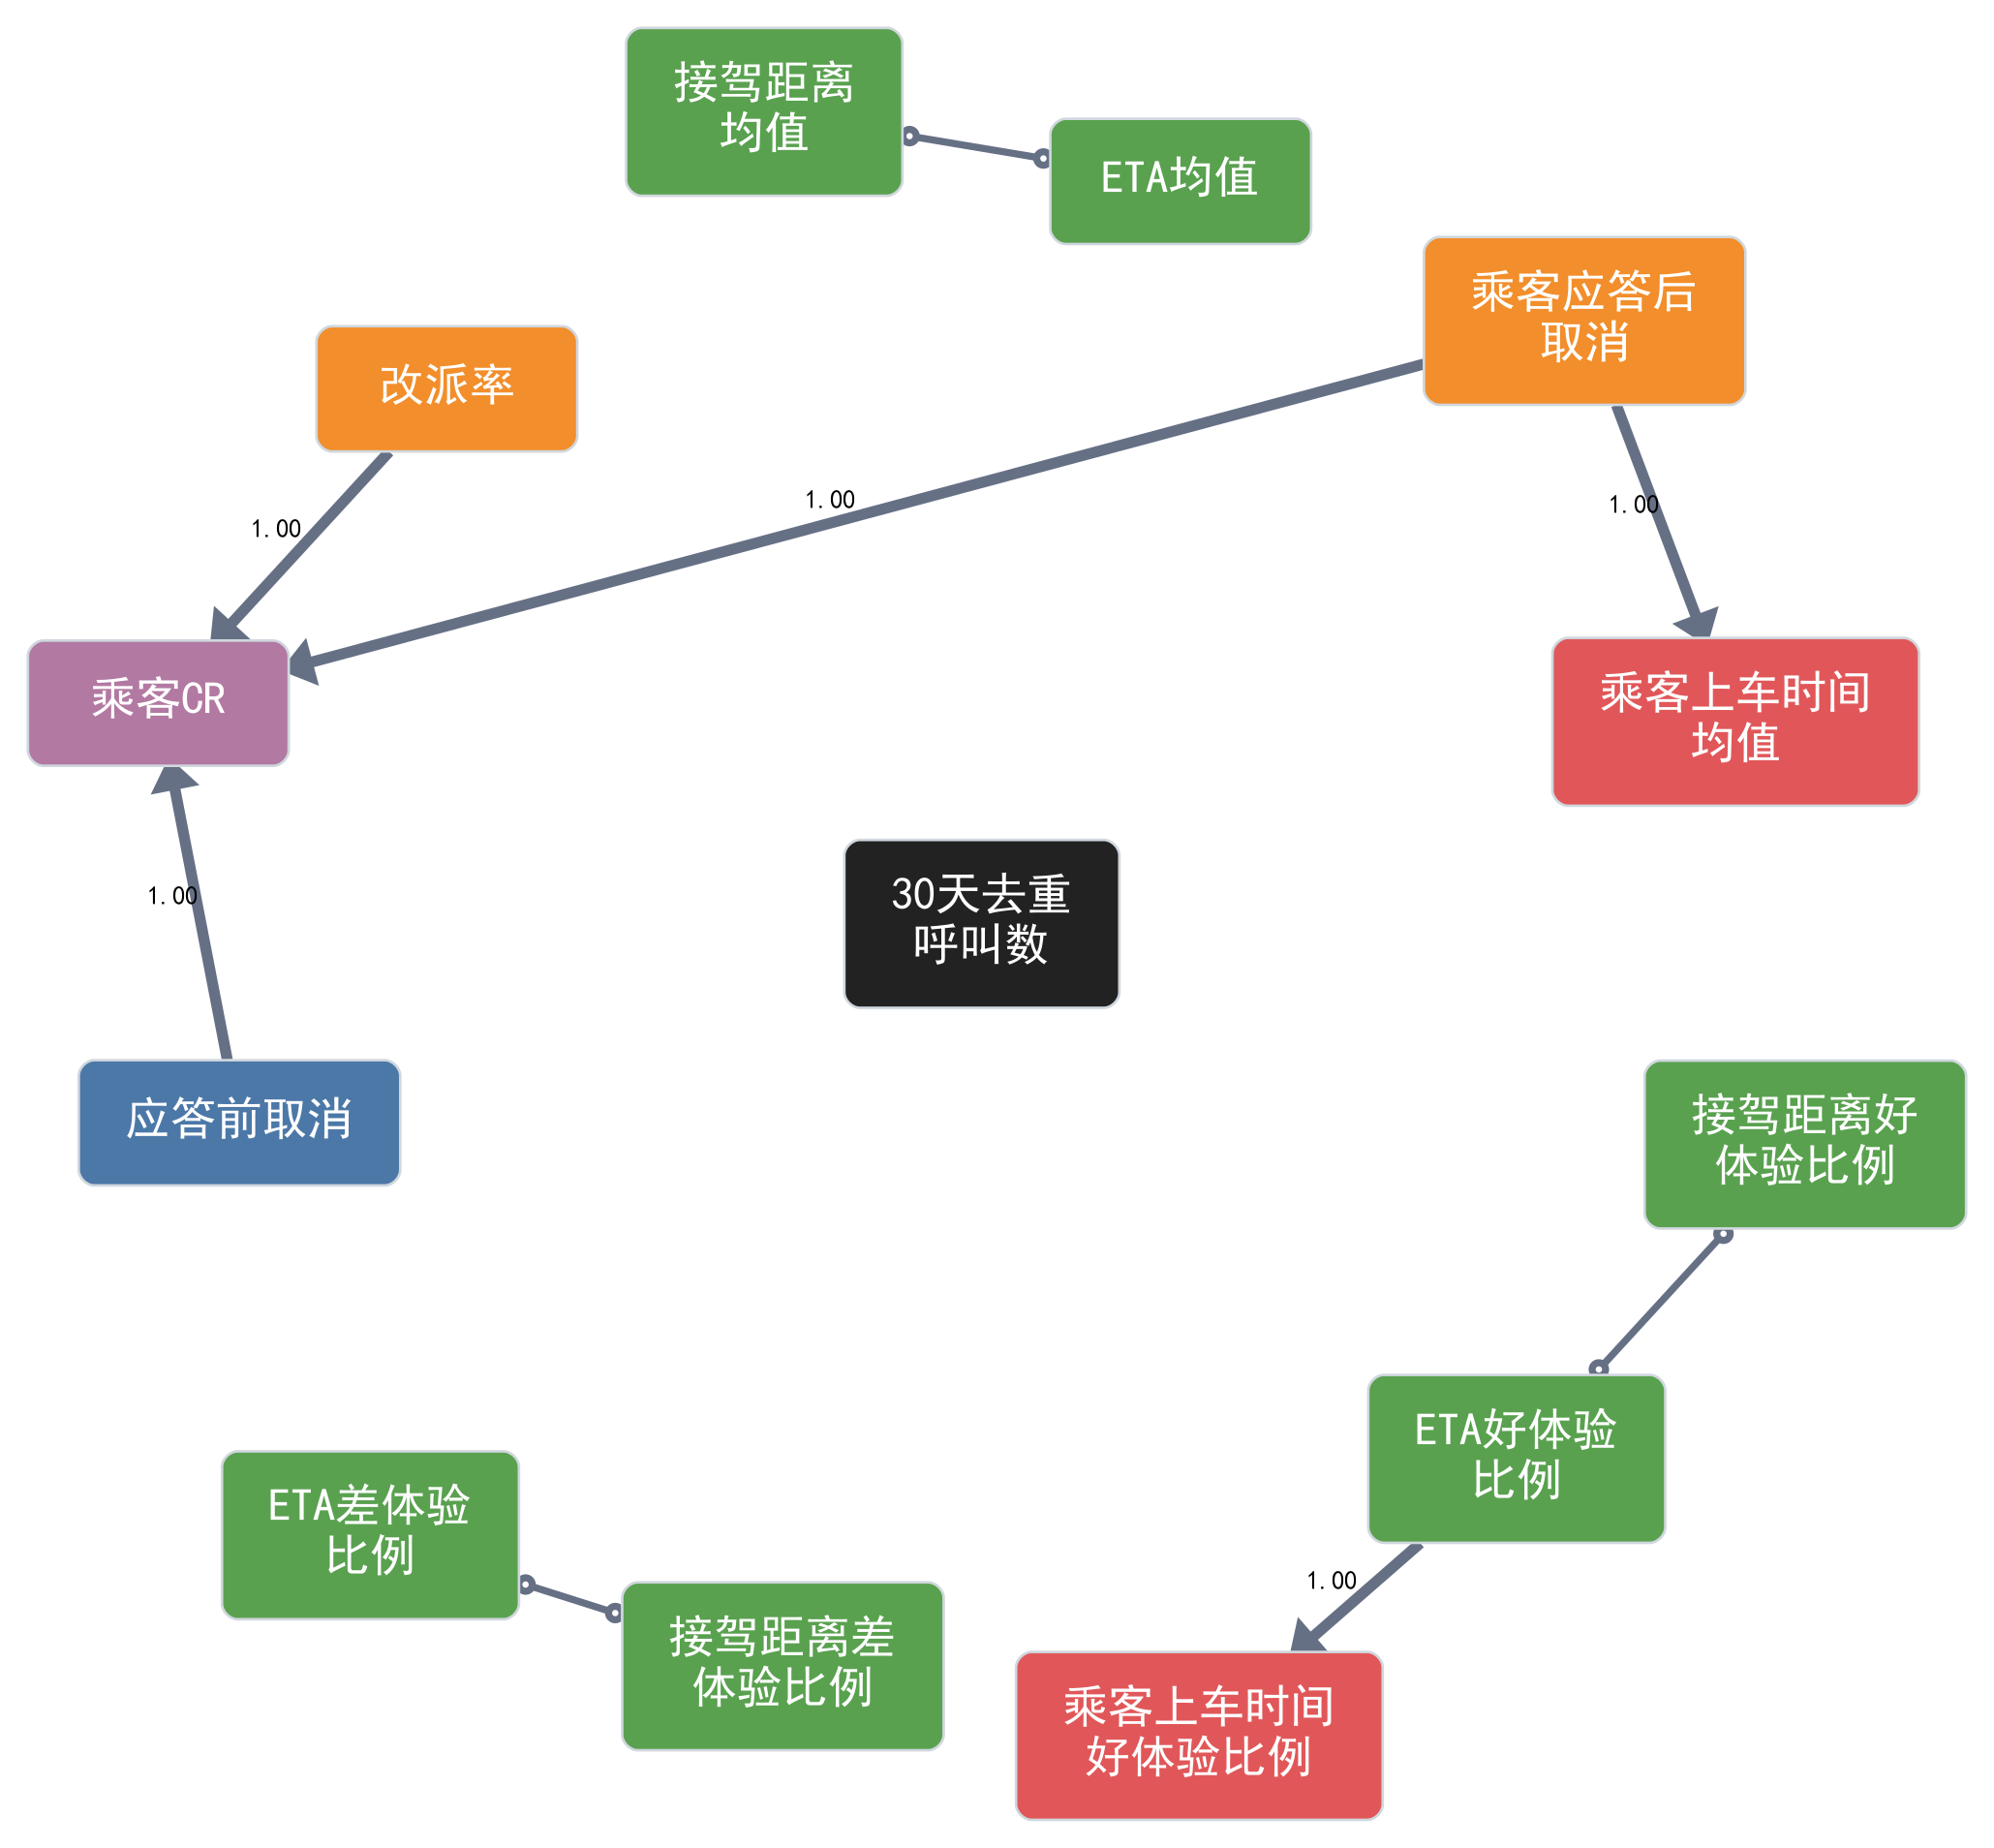 接驾距离
均值
ETA均值
乘客应答后
取消
改派率
1.00
1.00
1.00
乘客CR
乘客上车时间
均值
30天去重
呼叫数
1.00
应答前取消
接驾距离好
体验比例
ETA好体验
比例
ETA差体验
比例
1.00
接驾距离差
体验比例
乘客上车时间
好体验比例